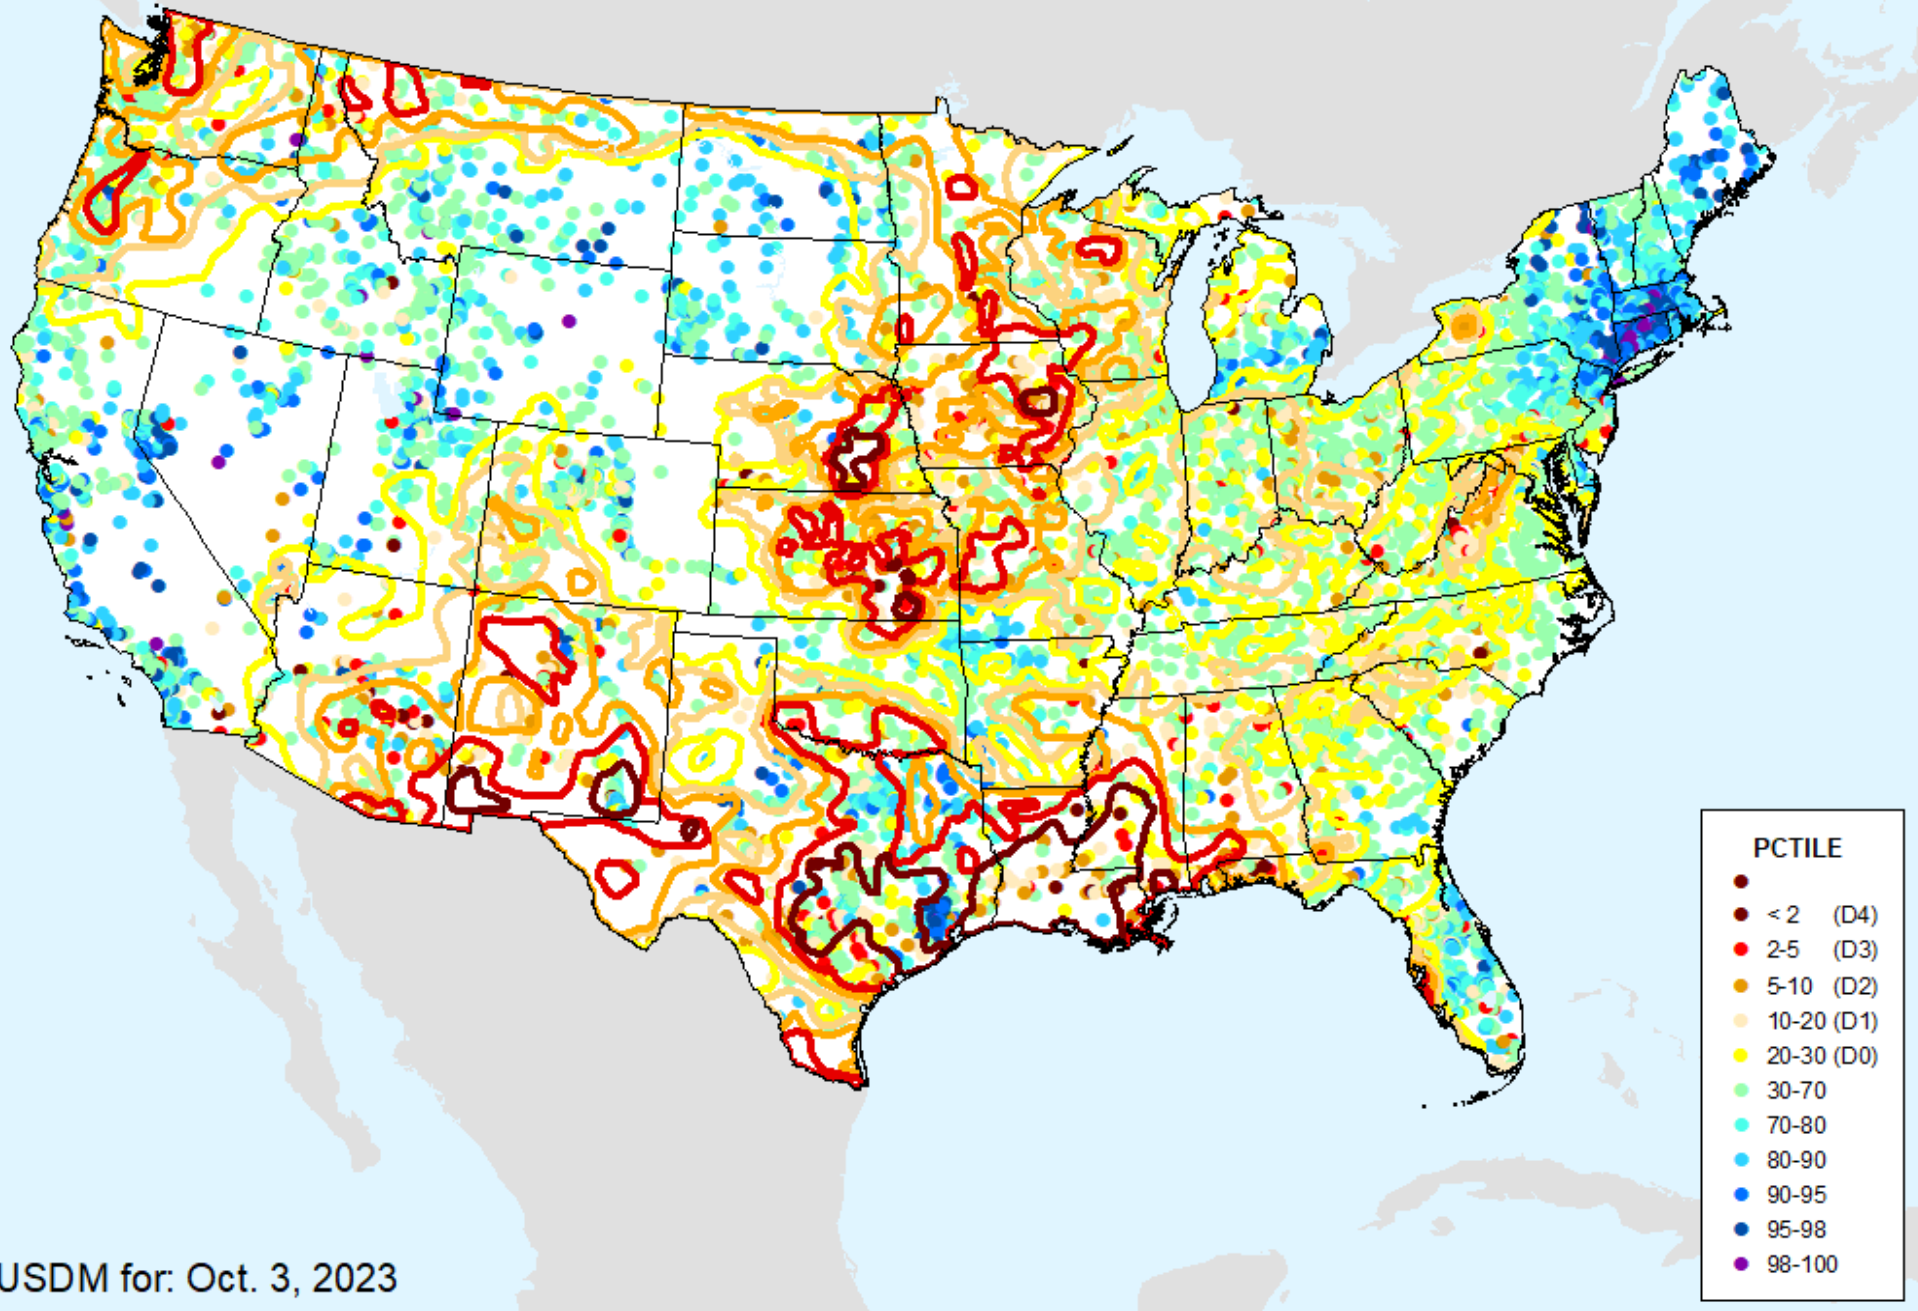 PCTILE
< 2 (D4)
2-5 (D3)
5-10 (D2)
10-20 (D1)
20-30 (D0)
30-70
70-80
80-90
90-95
95-98
98-100
USDM for: Oct. 3, 2023